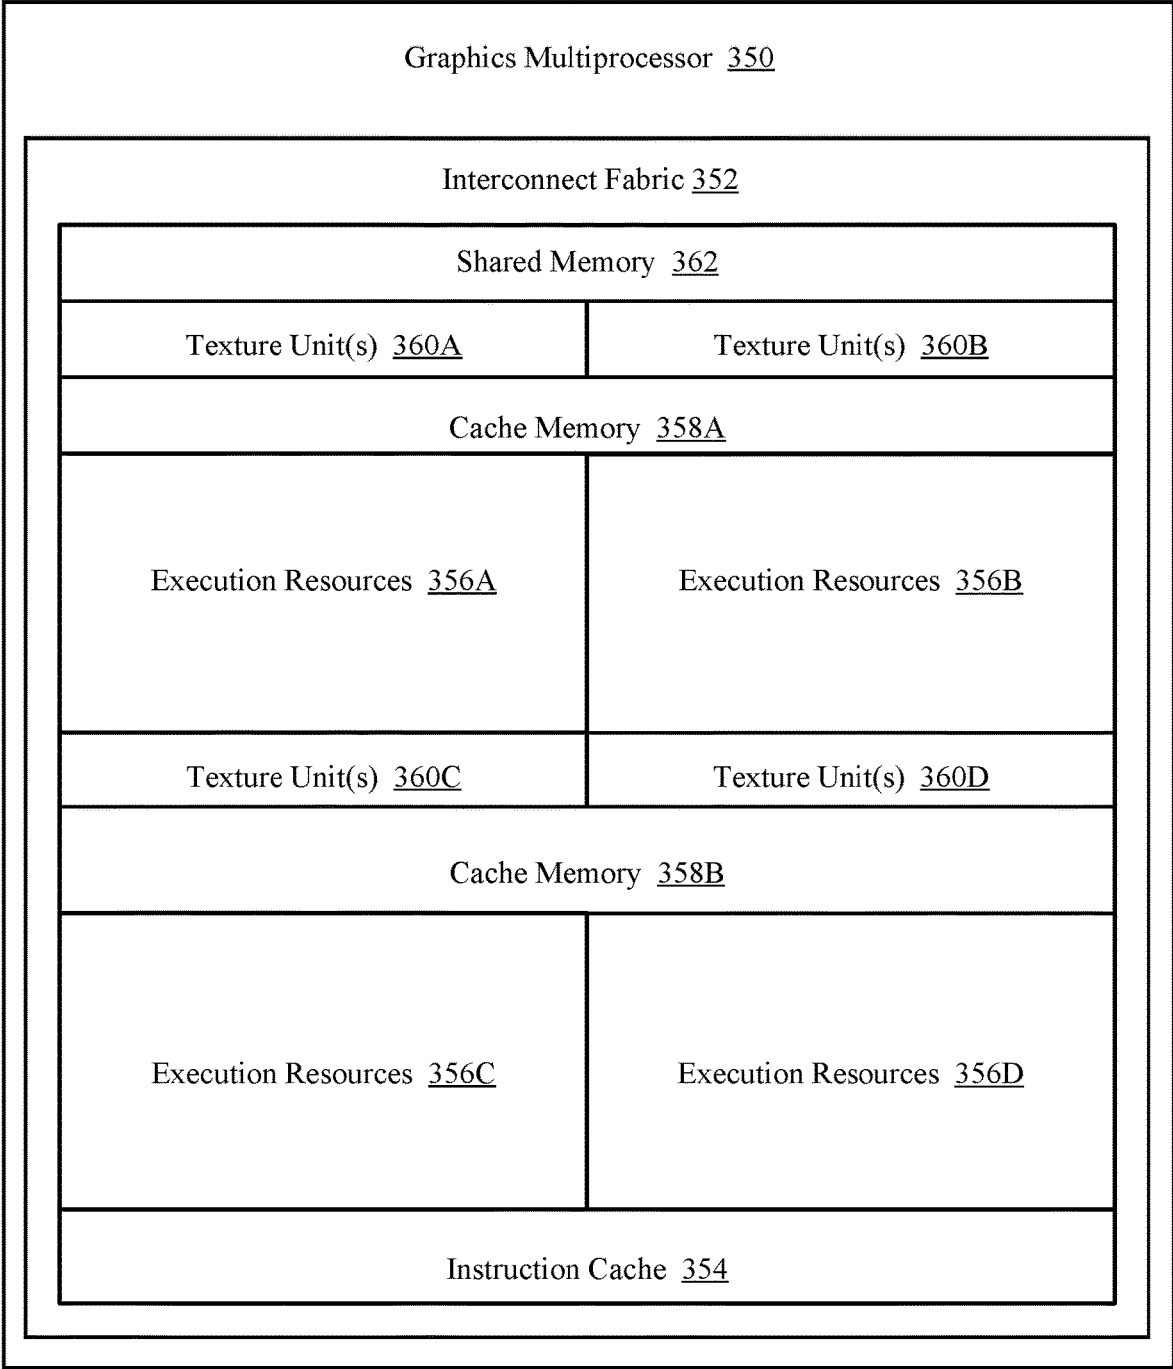 Graphics Multiprocessor 350
Interconnect Fabric 352
Shared Memory 362
Texture Unit(s) 360A
Texture Unit(s) 360B
Cache Memory 358A
Execution Resources 356A
Execution Resources 356B
Texture Unit(s) 360C
Texture Unit(s) 360D
Cache Memory 358B
Execution Resources 356C
Execution Resources 356D
Instruction Cache 354